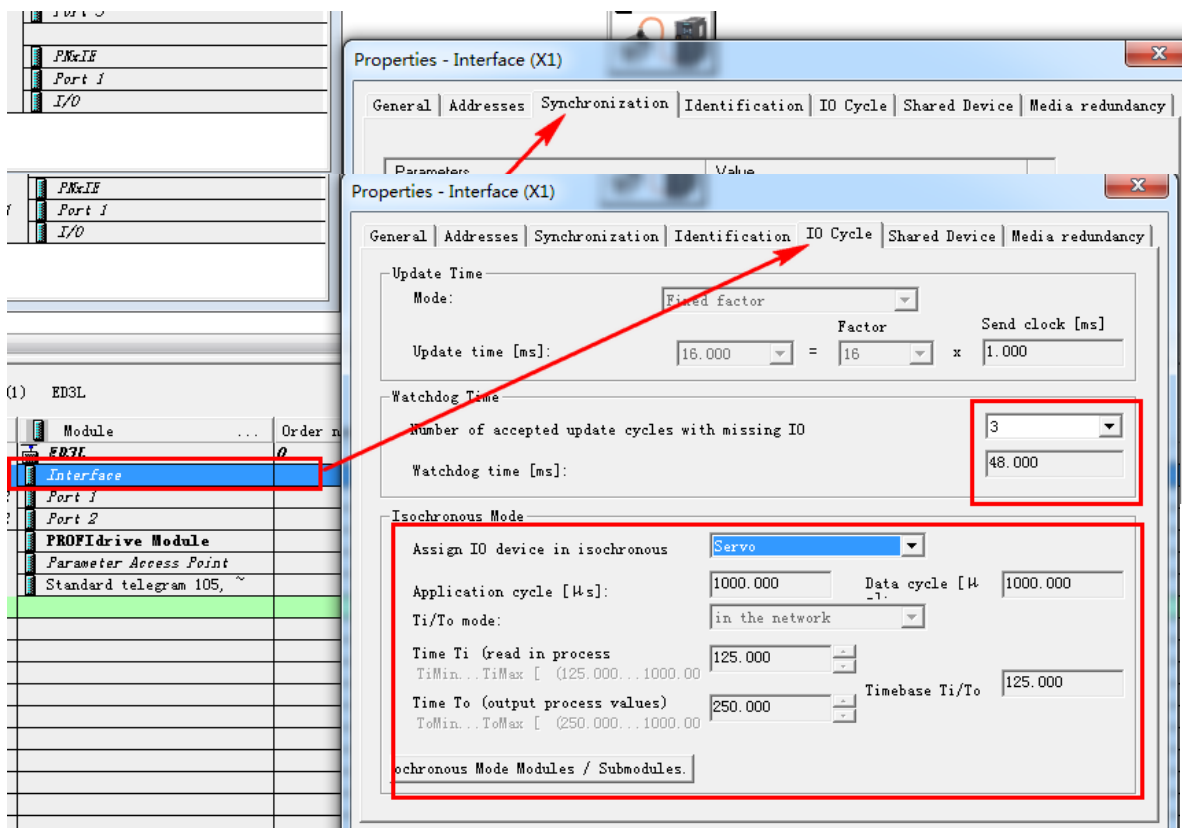 PNxIE
Port 1
I/O
Properties - Interface (X1)
General Addresses Synchronization Identification IO Cycle Shared Device Media redundancy
Parameters Value
PNxIE
Port 1
I/O
Properties - Interface (X1)
General Addresses Synchronization Identification IO Cycle Shared Device Media redundancy
Update Time
Mode: Fixed factor
Factor Send clock [ms]
Update time [ms]: 16.000 = 16 x 1.000
Watchdog Time
Number of accepted update cycles with missing IO 3
Watchdog time [ms]: 48.000
Isochronous Mode
Assign IO device in isochronous Servo
Application cycle [µs]: 1000.000 Data cycle [µ 1000.000
Ti/To mode: in the network
Time Ti (read in process 125.000
TiMin...TiMax [ (125.000...1000.00
Timebase Ti/To 125.000
Time To (output process values) 250.000
ToMin...ToMax [ (250.000...1000.00
ochronous Mode Modules / Submodules.
(1) ED3L
Module ... Order n
ED3L 0
Interface
Port 1
Port 2
PROFIdrive Module
Parameter Access Point
Standard telegram 105, ~